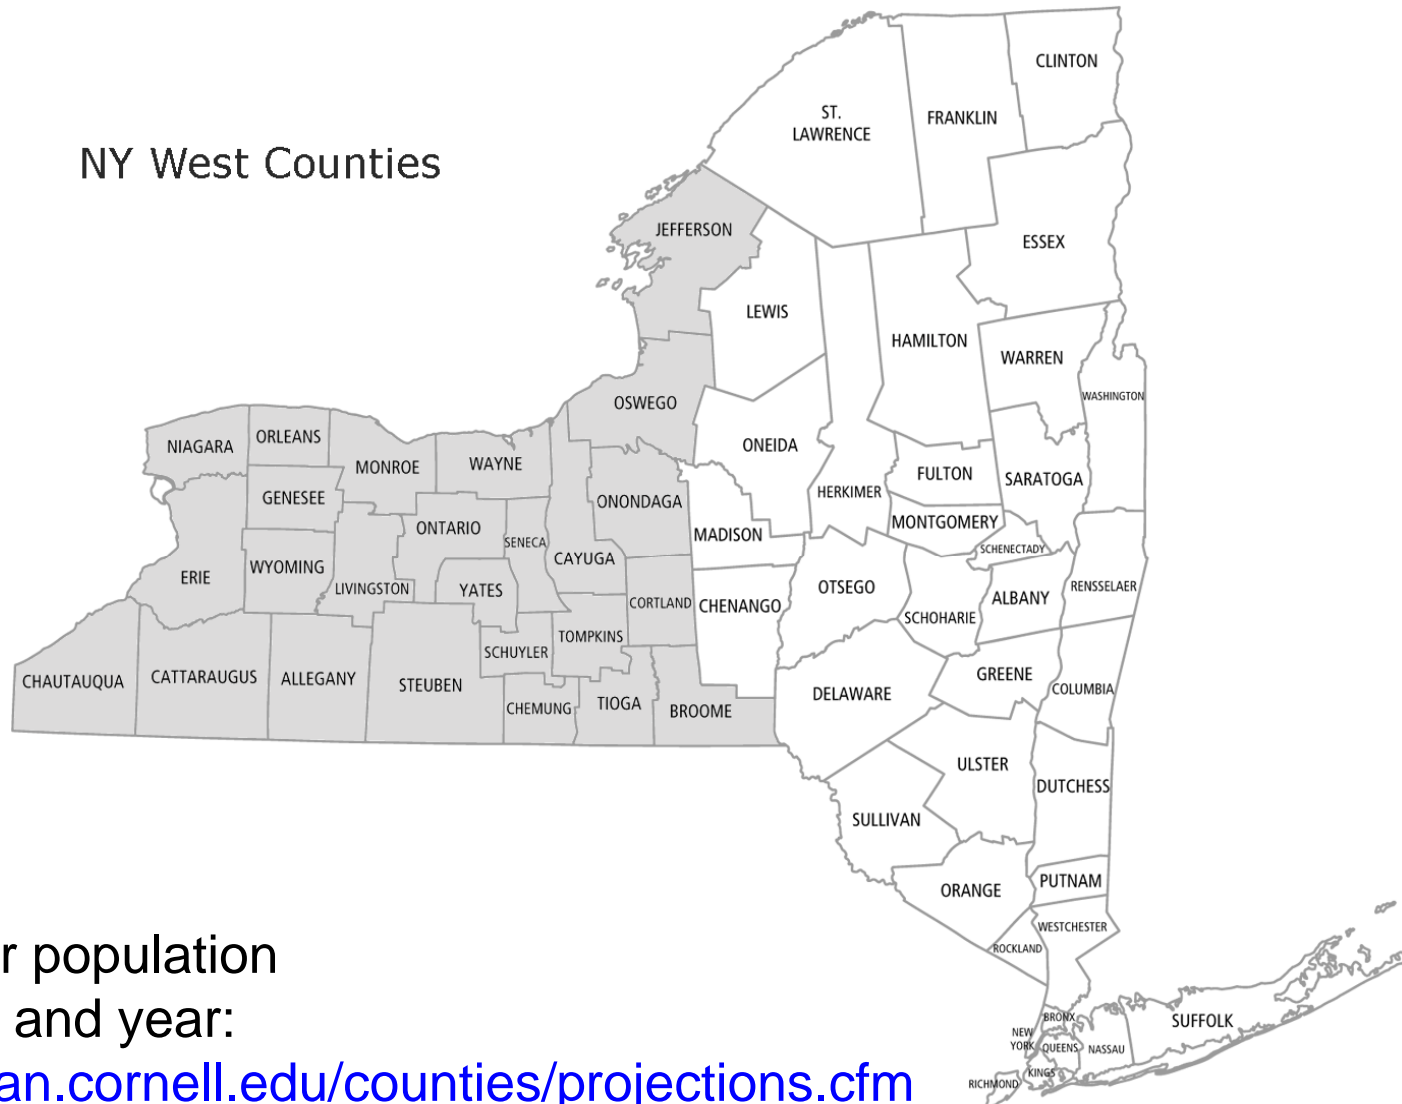 NY West Counties
CLINTON
ST.
LAWRENCE
FRANKLIN
JEFFERSON
ESSEX
LEWIS
HAMILTON
WARREN
WASHINGTON
OSWEGO
ONEIDA
NIAGARA
ORLEANS
MONROE
WAYNE
HERKIMER
FULTON
SARATOGA
GENESEE
ONONDAGA
ONTARIO
SENECA
MADISON
MONTGOMERY
SCHENECTADY
ERIE
WYOMING
LIVINGSTON
YATES
CAYUGA
CORTLAND
CHENANGO
OTSEGO
SCHOHARIE
ALBANY
RENSSELAER
CHAUTAUQUA
CATTARAUGUS
ALLEGANY
STEUBEN
SCHUYLER
TOMPKINS
CHEMUNG
TIOGA
BROOME
DELAWARE
GREENE
COLUMBIA
ULSTER
DUTCHESS
SULLIVAN
ORANGE
PUTNAM
WESTCHESTER
ROCKLAND
r population
and year:
an.cornell.edu/counties/projections.cfm
BRONX
NEW
YORK
QUEENS
NASSAU
SUFFOLK
KINGS
RICHMOND